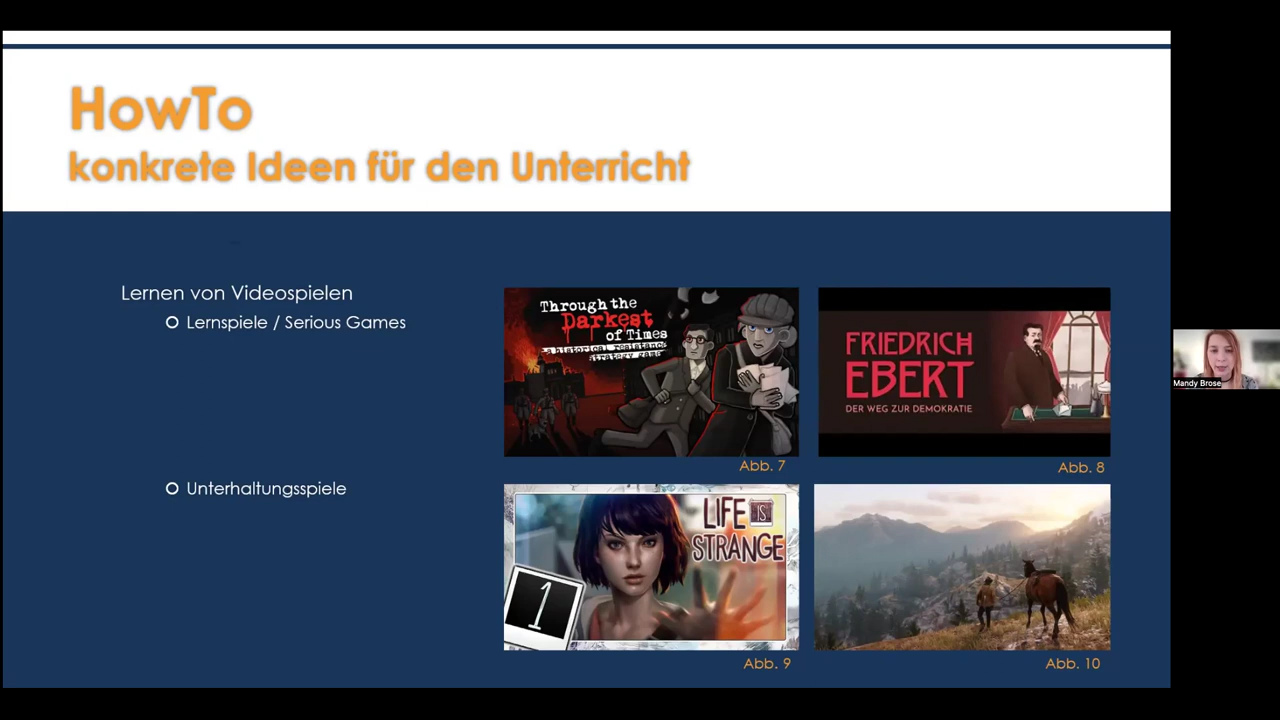 HowTo
konkrete Ideen für den Unterricht
Lernen von Videospielen
Lernspiele / Serious Games
Through the
Darkest
of Times
a historical resistance
strategy game
FRIEDRICH
EBERT
DER WEG ZUR DEMOKRATIE
Mandy Brose
Abb. 7
Abb. 8
Unterhaltungsspiele
LIFE
IS
STRANGE
1
Abb. 9
Abb. 10